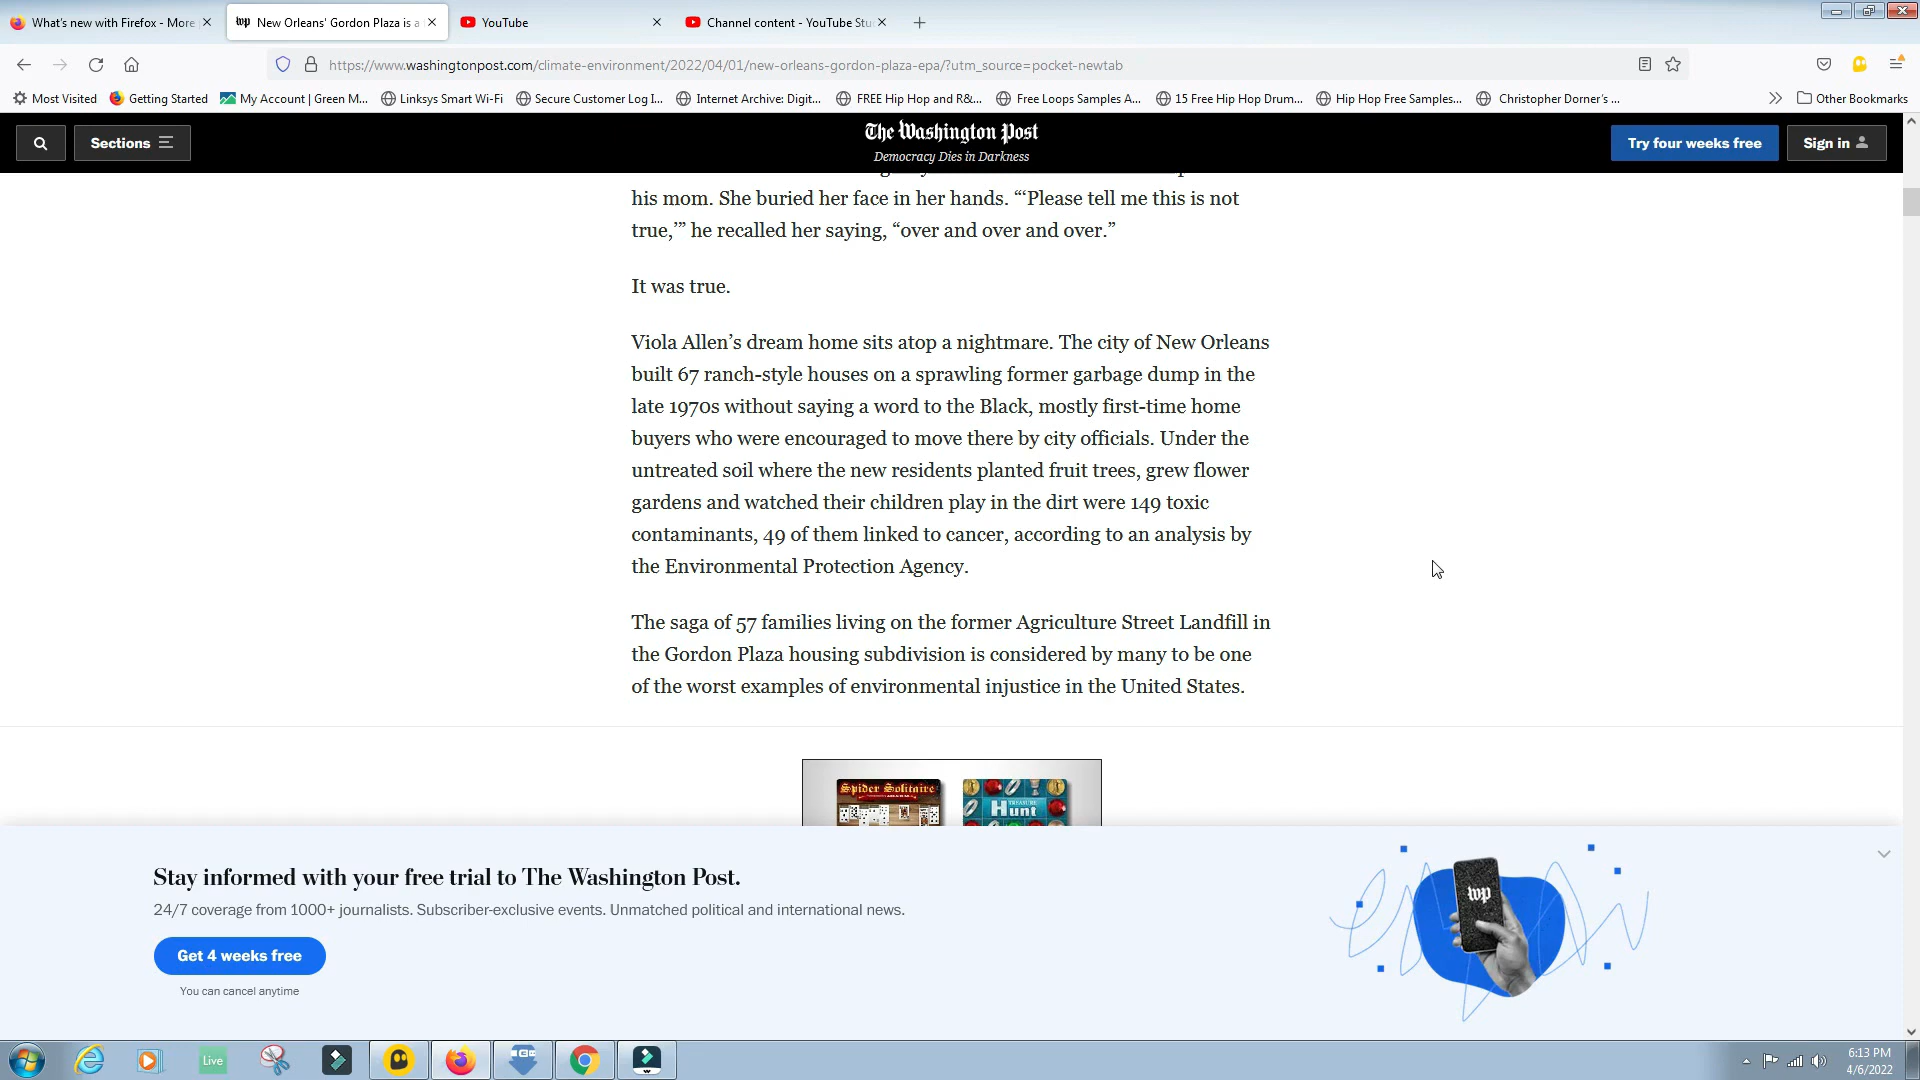 What's new with Firefox - More
New Orleans' Gordon Plaza is a
YouTube
Channel content - YouTube Stu
https://www.washingtonpost.com/climate-environment/2022/04/01/new-orleans-gordon-plaza-epa/?utm_source=pocket-newtab
Most Visited
Getting Started
My Account | Green M...
Linksys Smart Wi-Fi
Secure Customer Log I...
Internet Archive: Digit...
FREE Hip Hop and R&...
Free Loops Samples A...
15 Free Hip Hop Drum...
Hip Hop Free Samples...
Christopher Dorner's ...
Other Bookmarks
Sections
The Washington Post
Democracy Dies in Darkness
Try four weeks free
Sign in
his mom. She buried her face in her hands. “‘Please tell me this is not
true,’” he recalled her saying, “over and over and over.”
It was true.
Viola Allen’s dream home sits atop a nightmare. The city of New Orleans
built 67 ranch-style houses on a sprawling former garbage dump in the
late 1970s without saying a word to the Black, mostly first-time home
buyers who were encouraged to move there by city officials. Under the
untreated soil where the new residents planted fruit trees, grew flower
gardens and watched their children play in the dirt were 149 toxic
contaminants, 49 of them linked to cancer, according to an analysis by
the Environmental Protection Agency.
The saga of 57 families living on the former Agriculture Street Landfill in
the Gordon Plaza housing subdivision is considered by many to be one
of the worst examples of environmental injustice in the United States.
Spider Solitaire
TREASURE
Hunt
Stay informed with your free trial to The Washington Post.
24/7 coverage from 1000+ journalists. Subscriber-exclusive events. Unmatched political and international news.
Get 4 weeks free
You can cancel anytime
wp
Live
6:13 PM
4/6/2022